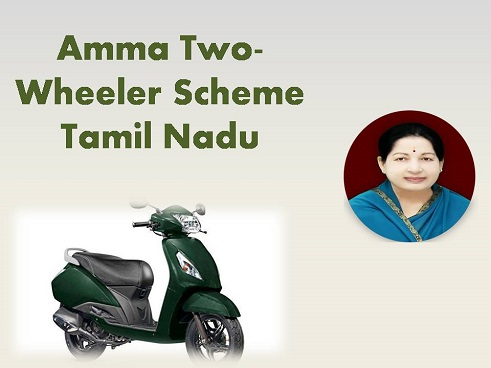 Amma Two-
Wheeler Scheme
Tamil Nadu